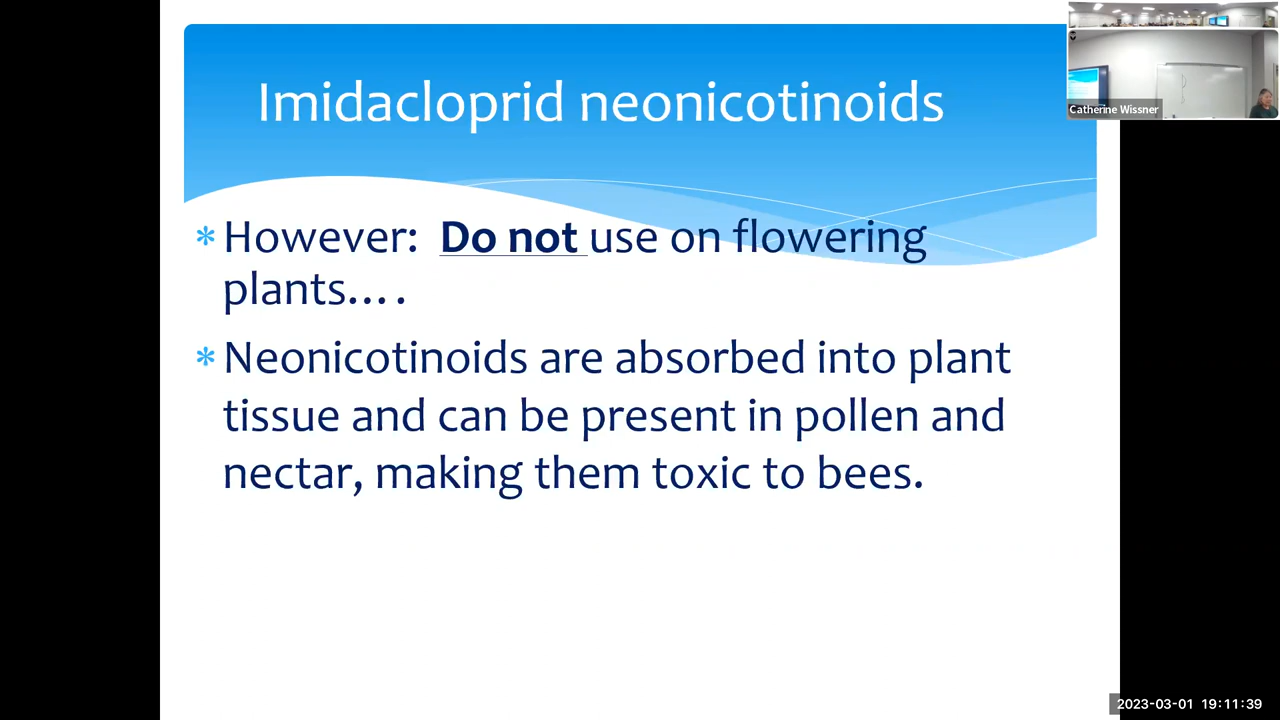 Imidacloprid neonicotinoids
Catherine Wissner
* However:  Do not use on flowering
plants….
* Neonicotinoids are absorbed into plant
tissue and can be present in pollen and
nectar, making them toxic to bees.
2023-03-01 19:11:39